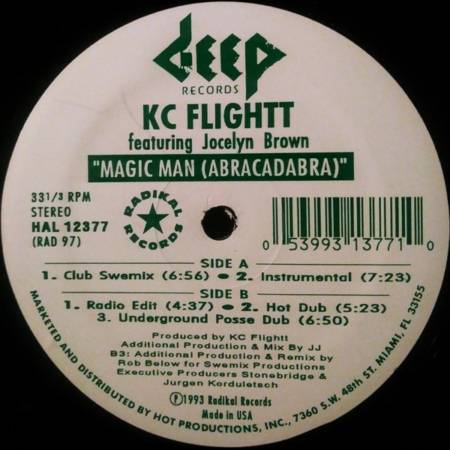 deep
RECORDS
KC FLIGHTT
featuring Jocelyn Brown
"MAGIC MAN (ABRACADABRA)"
33 1/3 RPM
STEREO
HAL 12377
(RAD 97)
RADIKAL
RECORDS
0 53993 13771 0
SIDE A
1. Club Swemix (6:56) • 2. Instrumental (7:23)
SIDE B
1. Radio Edit (4:37) • 2. Hot Dub (5:23)
3. Underground Posse Dub (6:50)
Produced by KC Flightt
Additional Production & Mix By JJ
B3: Additional Production & Remix by
Rob Below for Swemix Productions
Executive Producers Stonebridge &
Jurgen Korduletsch
℗1993 Radikal Records
Made in USA
MARKETED AND DISTRIBUTED BY HOT PRODUCTIONS, INC., 7360 S.W. 48th ST. MIAMI, FL 33155